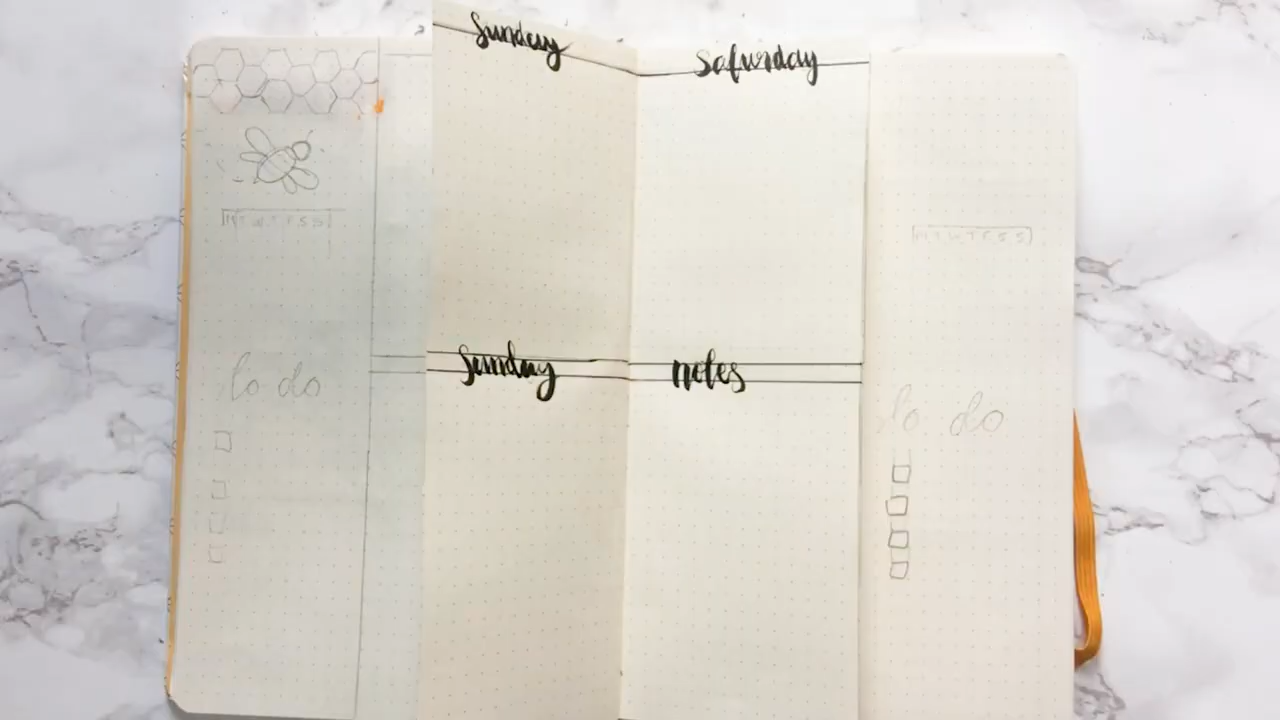 Sunday
Saturday
M T W T F S S
M T W T F S S
Sunday
notes
to do
to do